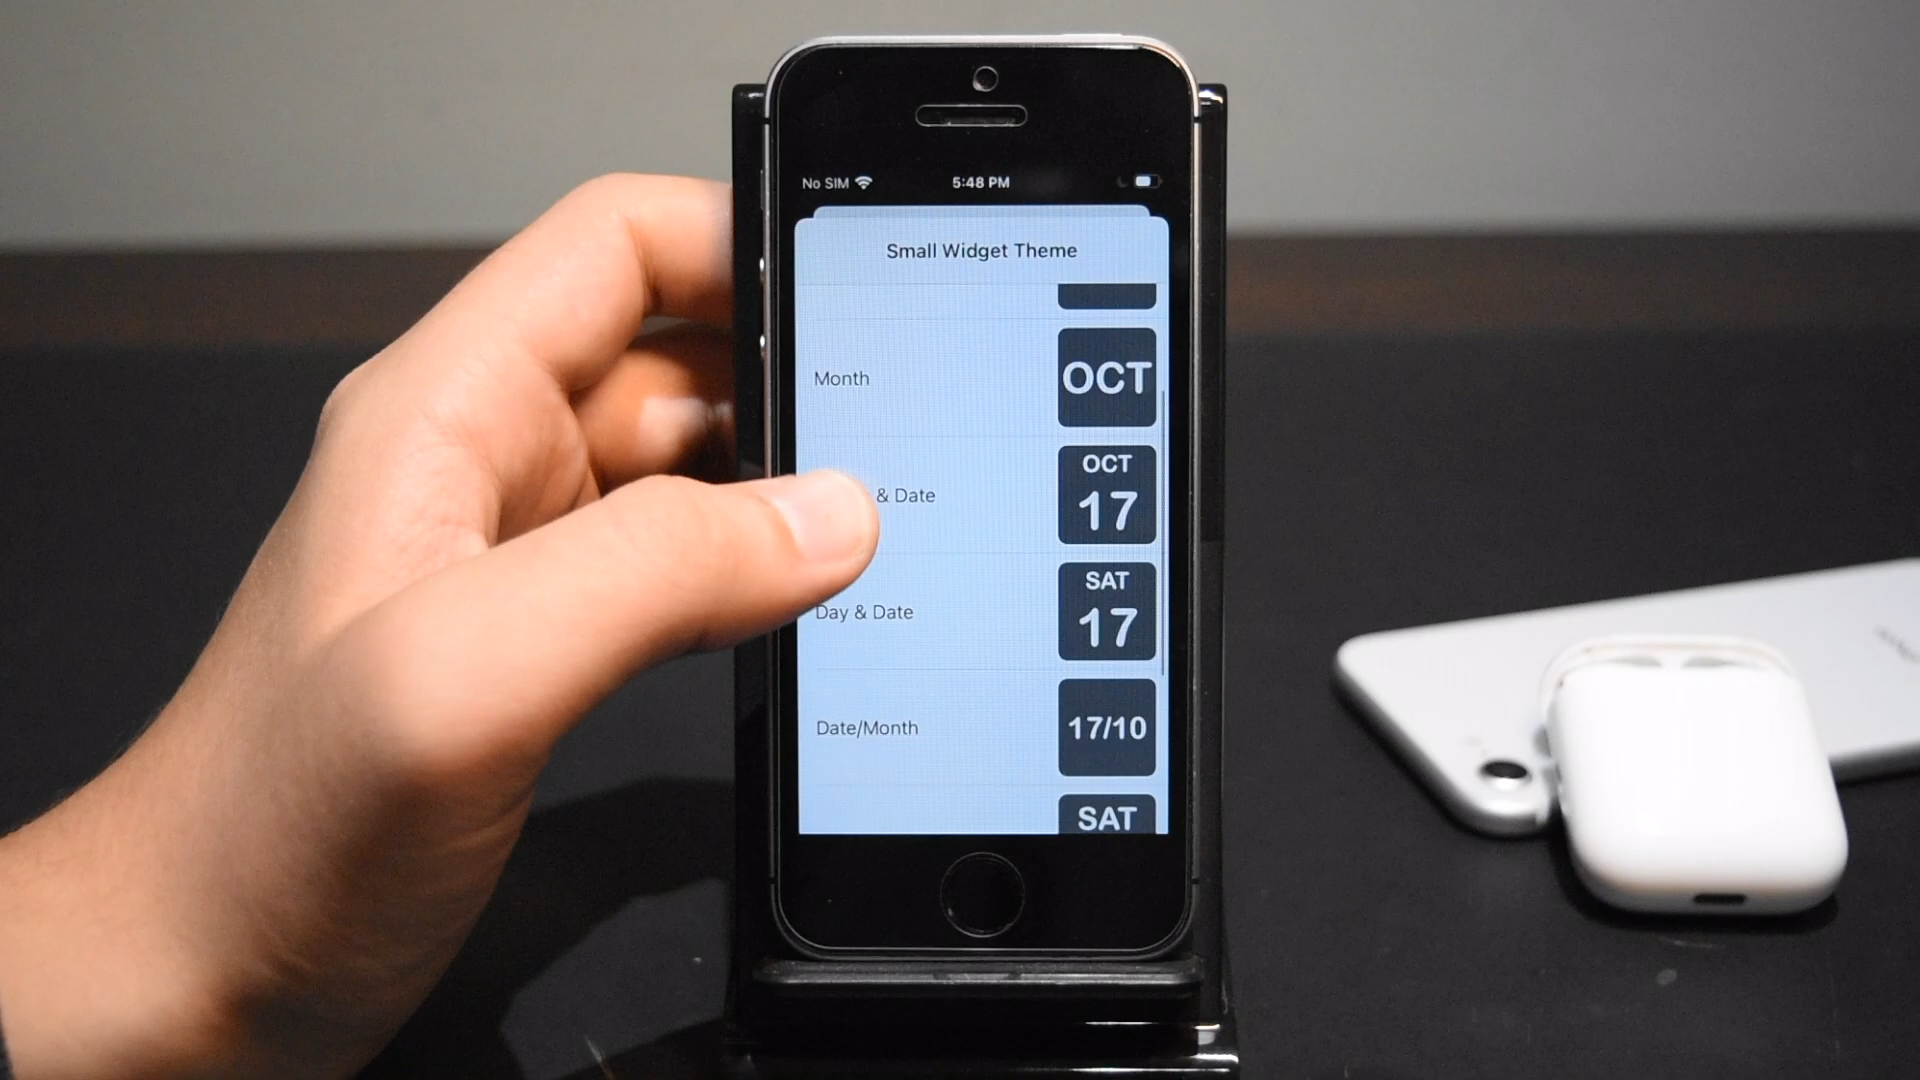 No SIM 5:48 PM
Small Widget Theme
Month OCT
& Date OCT
17
Day & Date SAT
17
Date/Month 17/10
SAT